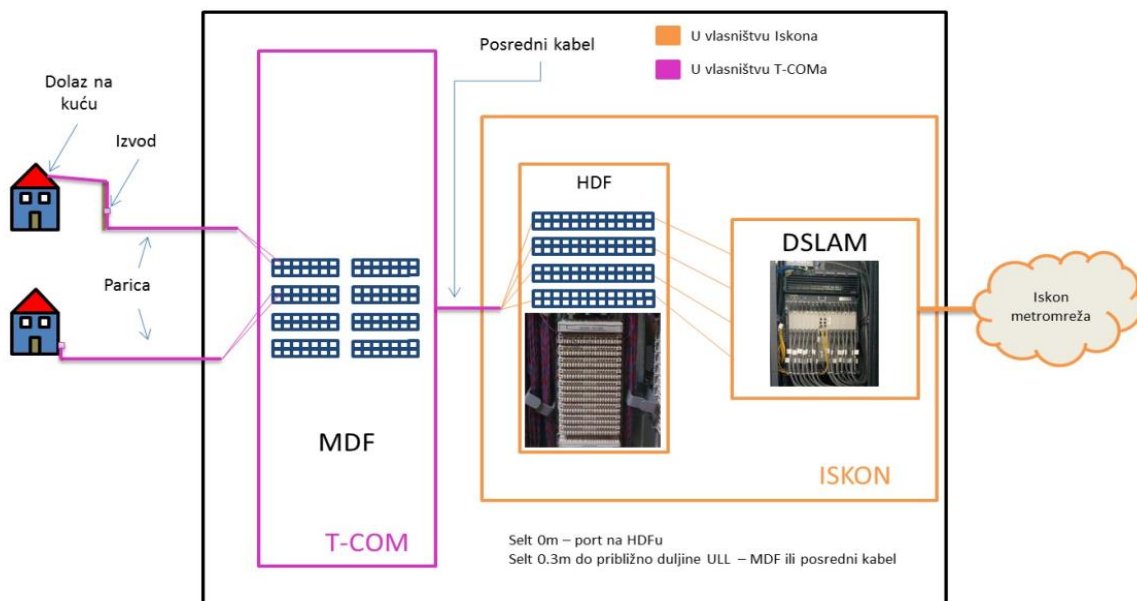 Posredni kabel
U vlasništvu Iskona
U vlasništvu T-COMa
Dolaz na
kuću
Izvod
HDF
DSLAM
Parica
Iskon
metromreža
MDF
ISKON
T-COM
Selt 0m – port na HDFu
Selt 0.3m do približno duljine ULL – MDF ili posredni kabel